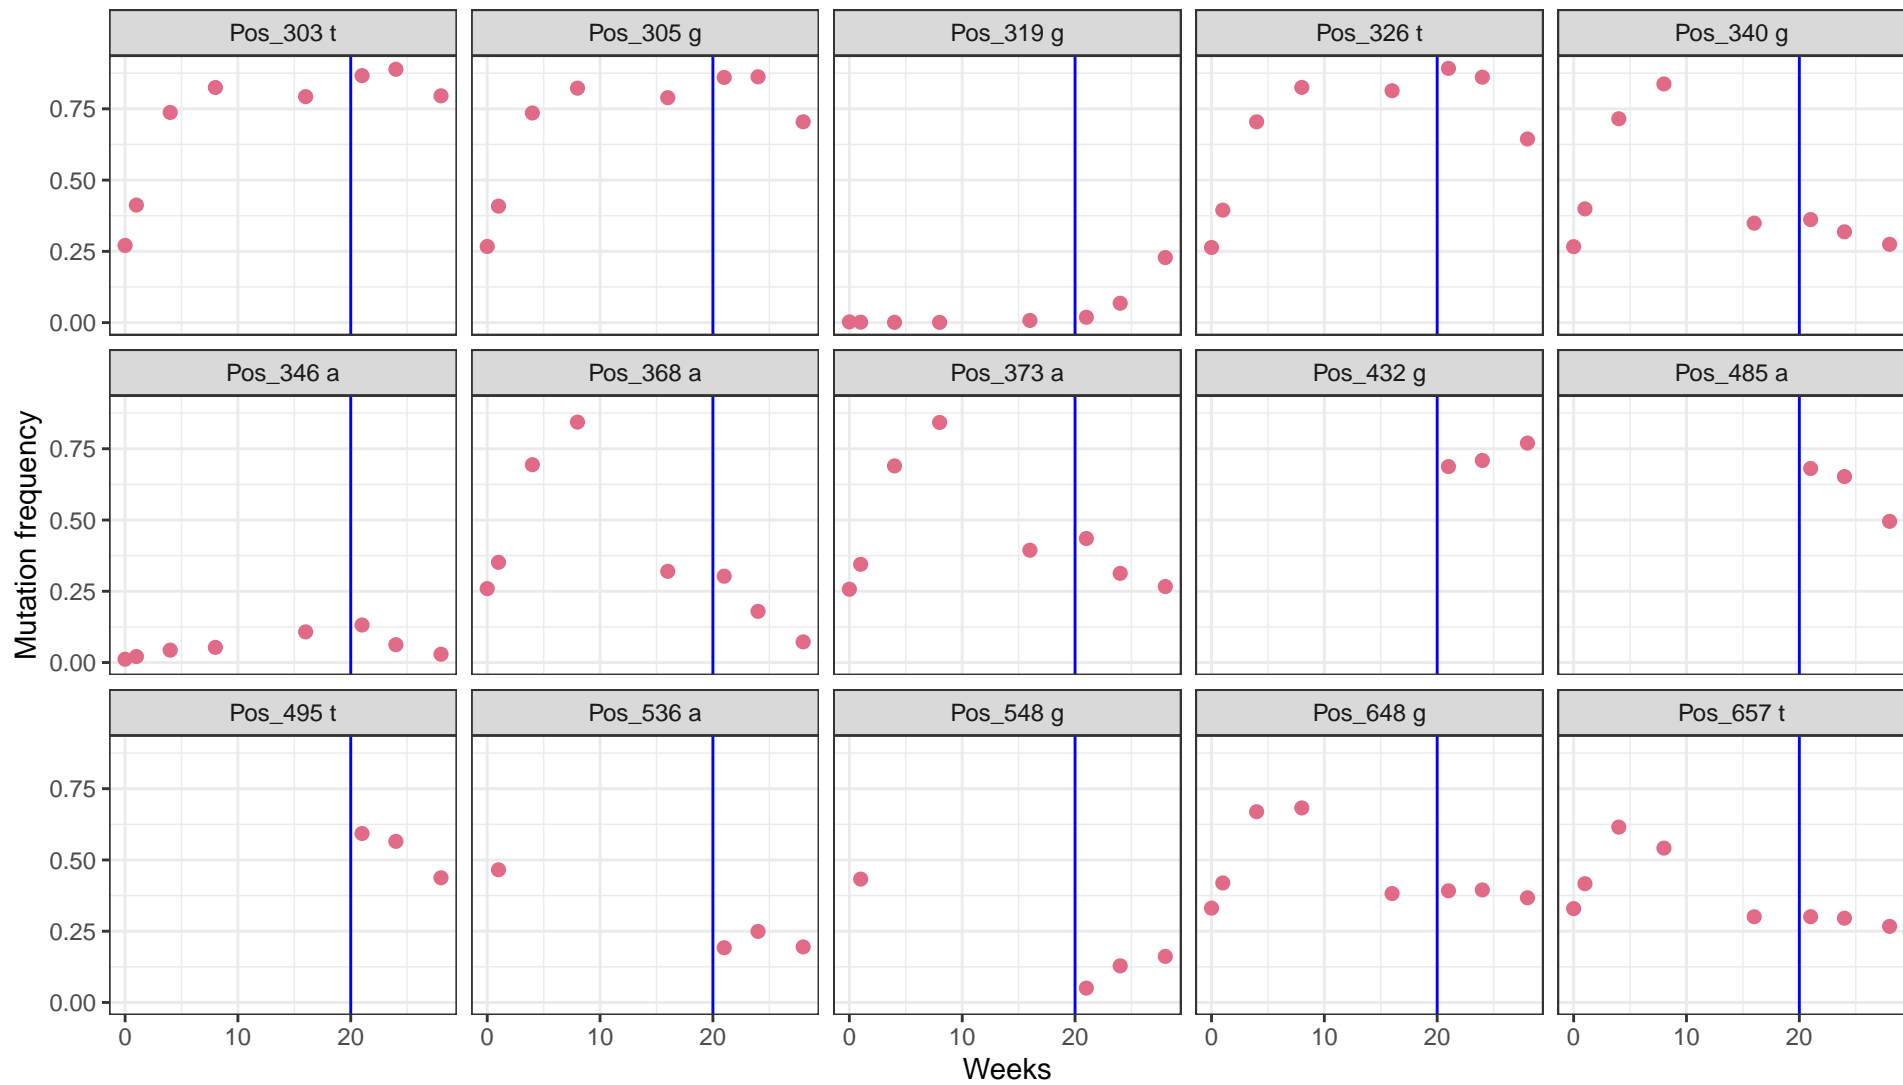 Pos_303 t Pos_305 g Pos_319 g Pos_326 t Pos_340 g
0.75
0.50
0.25
0.00
Pos_346 a Pos_368 a Pos_373 a Pos_432 g Pos_485 a
0.75
0.50
0.25
0.00
Mutation frequency
Pos_495 t Pos_536 a Pos_548 g Pos_648 g Pos_657 t
0.75
0.50
0.25
0.00
0 10 20 0 10 20 0 10 20 0 10 20 0 10 20
Weeks